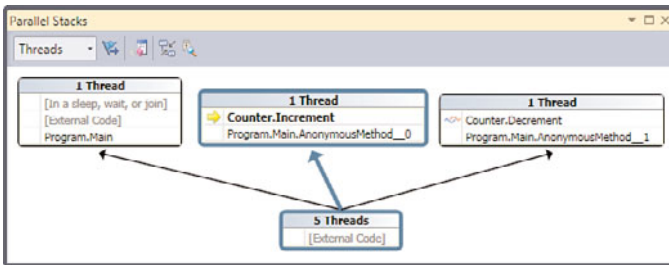 Parallel Stacks
Threads
1 Thread
[In a sleep, wait, or join]
[External Code]
Program.Main
1 Thread
Counter.Increment
Program.Main.AnonymousMethod__0
1 Thread
Counter.Decrement
Program.Main.AnonymousMethod__1
5 Threads
[External Code]